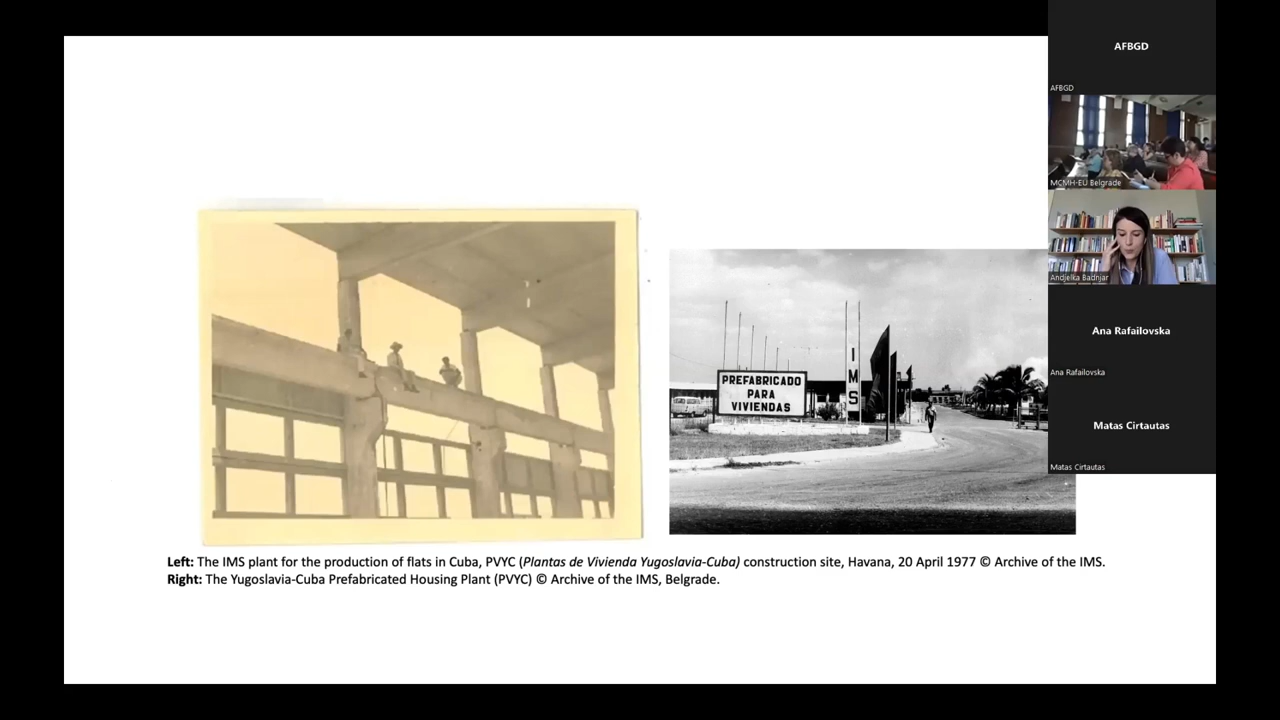 AFBGD
AFBGD
MCMH-EU Belgrade
Andjelka Badnjar
Ana Rafailovska
Ana Rafailovska
Matas Cirtautas
Matas Cirtautas
PREFABRICADO
PARA
VIVIENDAS
IMS
Left: The IMS plant for the production of flats in Cuba, PVYC (Plantas de Vivienda Yugoslavia-Cuba) construction site, Havana, 20 April 1977 © Archive of the IMS.
Right: The Yugoslavia-Cuba Prefabricated Housing Plant (PVYC) © Archive of the IMS, Belgrade.